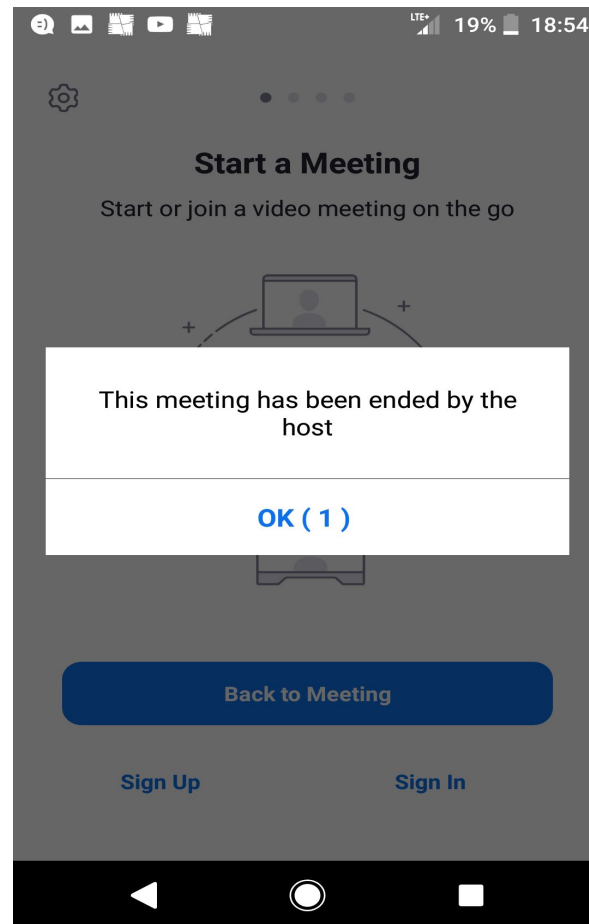 LTE+ 19% 18:54
Start a Meeting
Start or join a video meeting on the go
This meeting has been ended by the
host
OK ( 1 )
Back to Meeting
Sign Up Sign In